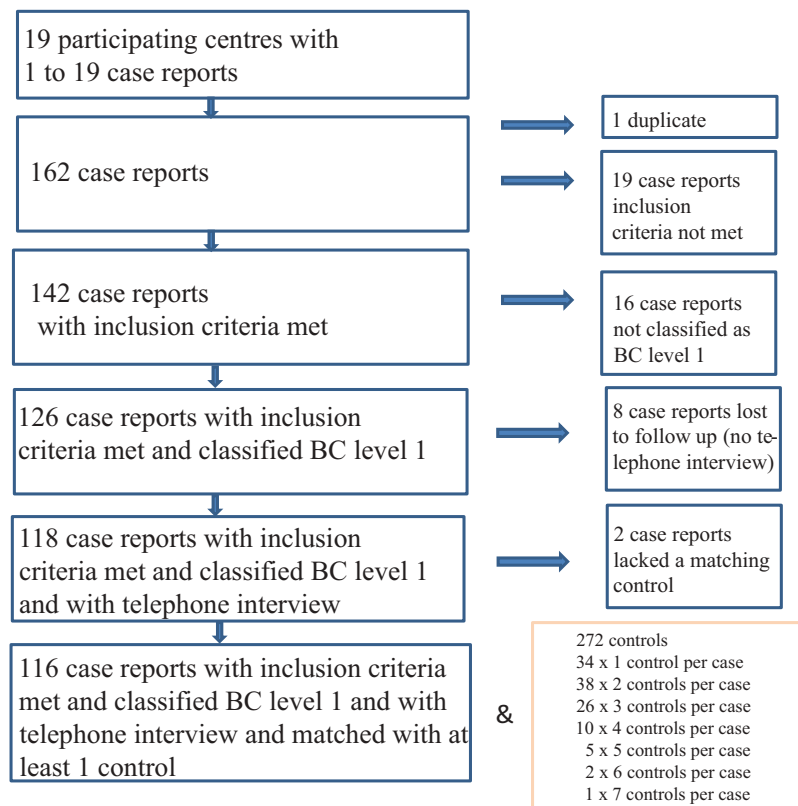 19 participating centres with
1 to 19 case reports
1 duplicate
162 case reports
19 case reports
inclusion
criteria not met
142 case reports
with inclusion criteria met
16 case reports
not classified as
BC level 1
126 case reports with inclusion
criteria met and classified BC level 1
8 case reports lost
to follow up (no te-
lephone interview)
118 case reports with inclusion
criteria met and classified BC level 1
and with telephone interview
2 case reports
lacked a matching
control
116 case reports with inclusion criteria
met and classified BC level 1 and with
telephone interview and matched with at
least 1 control
&
272 controls
34 x 1 control per case
38 x 2 controls per case
26 x 3 controls per case
10 x 4 controls per case
5 x 5 controls per case
2 x 6 controls per case
1 x 7 controls per case